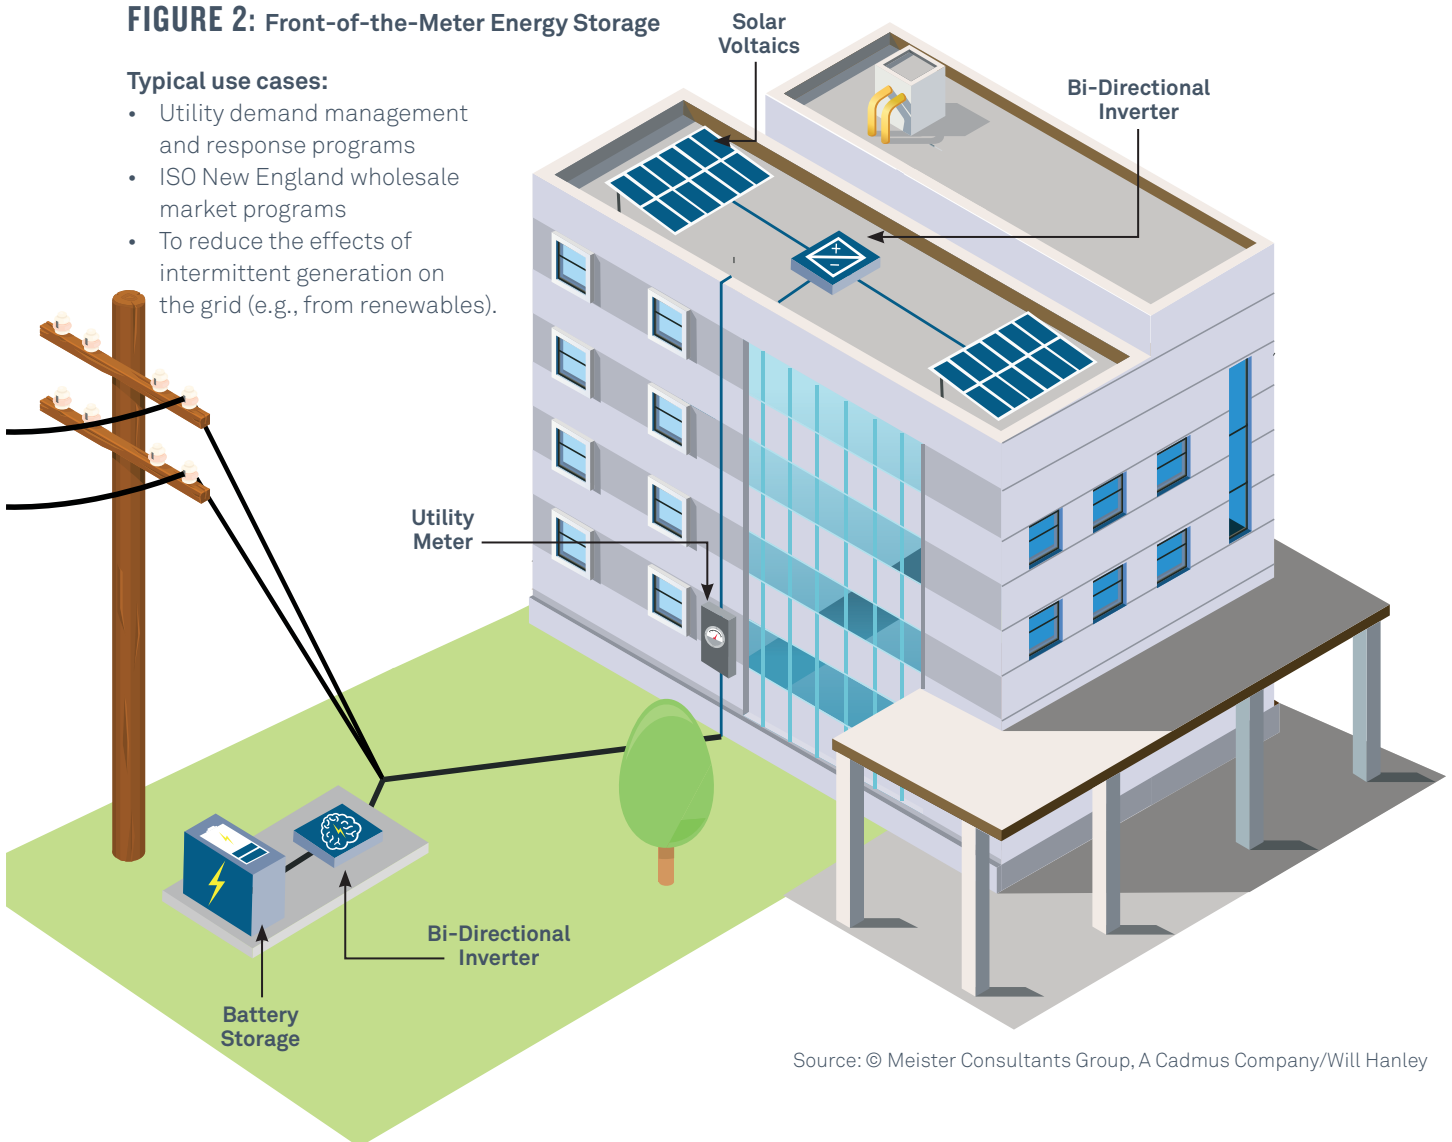 FIGURE 2: Front-of-the-Meter Energy Storage
Typical use cases:
• Utility demand management
and response programs
• ISO New England wholesale
market programs
• To reduce the effects of
intermittent generation on
the grid (e.g., from renewables).
Solar
Voltaics
Bi-Directional
Inverter
Utility
Meter
Bi-Directional
Inverter
Battery
Storage
Source: © Meister Consultants Group, A Cadmus Company/Will Hanley